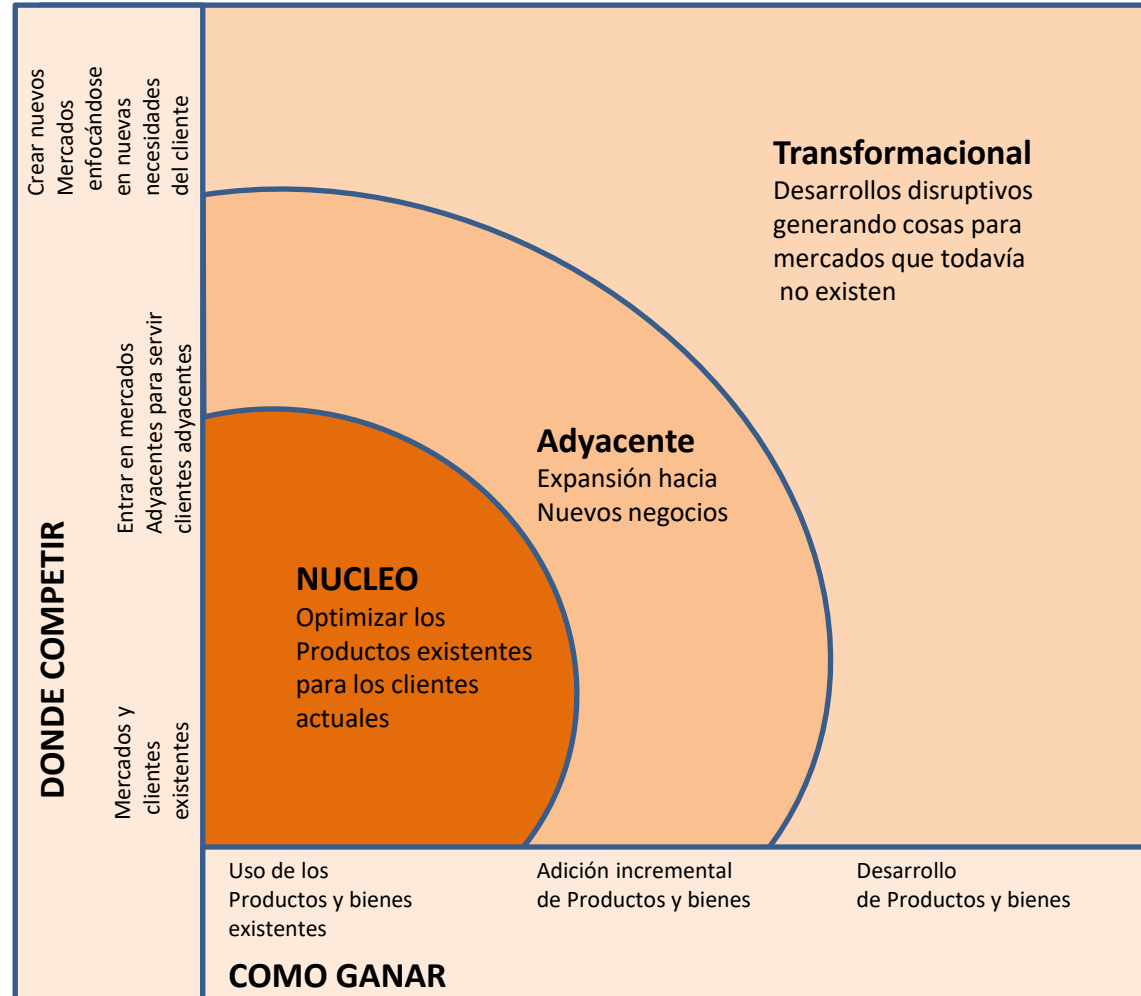 Crear nuevos
Mercados
enfocándose
en nuevas
necesidades
del cliente
Entrar en mercados
Adyacentes para servir
clientes adyacentes
Mercados y
clientes
existentes
DONDE COMPETIR
Transformacional
Desarrollos disruptivos
generando cosas para
mercados que todavía
no existen
Adyacente
Expansión hacia
Nuevos negocios
NUCLEO
Optimizar los
Productos existentes
para los clientes
actuales
Uso de los
Productos y bienes
existentes
Adición incremental
de Productos y bienes
Desarrollo
de Productos y bienes
COMO GANAR